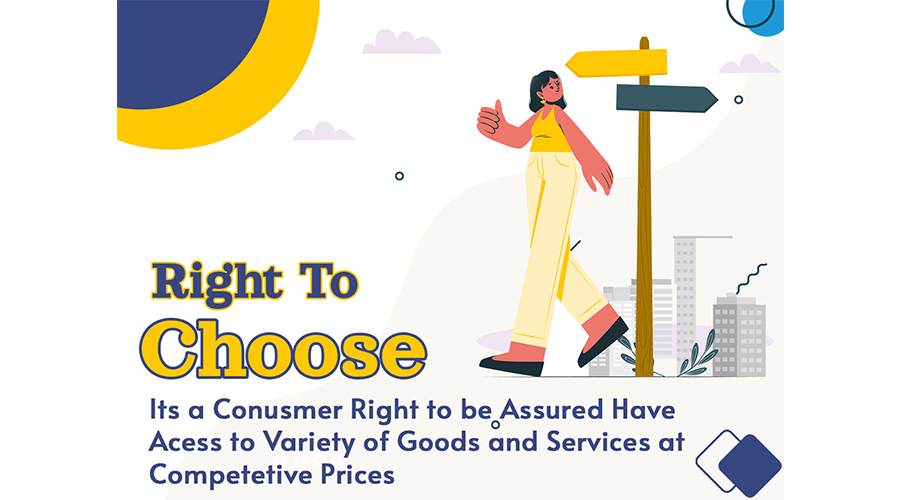 Right To
Choose
Its a Conusmer Right to be Assured Have
Acess to Variety of Goods and Services at
Competetive Prices